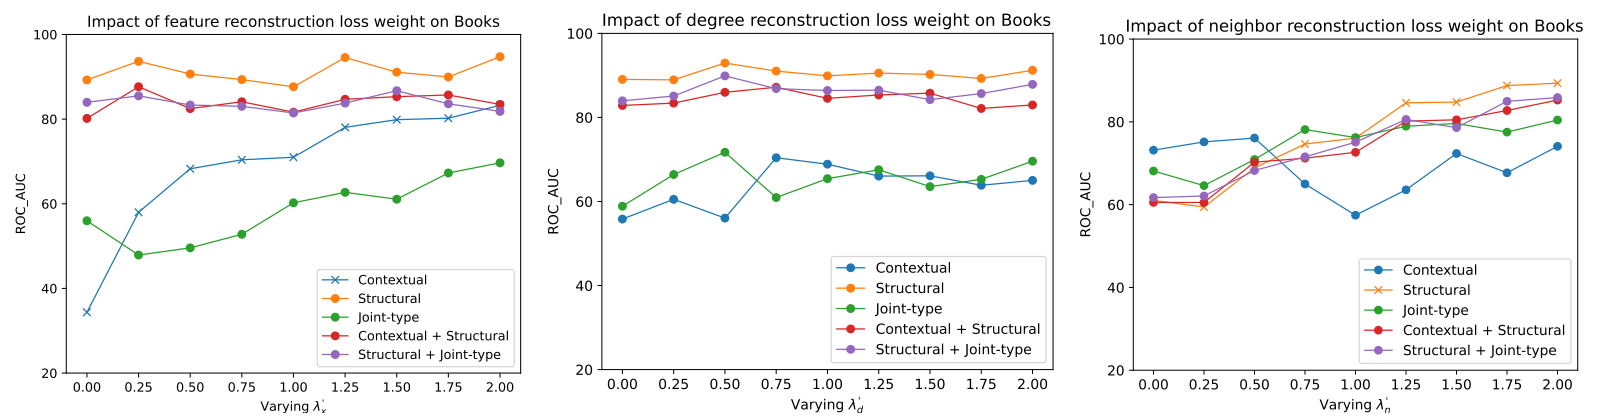 Impact of feature reconstruction loss weight on Books
ROC_AUC
100
80
60
40
20
0.00 0.25 0.50 0.75 1.00 1.25 1.50 1.75 2.00
Varying λ'x
Contextual
Structural
Joint-type
Contextual + Structural
Structural + Joint-type
Impact of degree reconstruction loss weight on Books
ROC_AUC
100
80
60
40
20
0.00 0.25 0.50 0.75 1.00 1.25 1.50 1.75 2.00
Varying λ'd
Contextual
Structural
Joint-type
Contextual + Structural
Structural + Joint-type
Impact of neighbor reconstruction loss weight on Books
ROC_AUC
100
80
60
40
20
0.00 0.25 0.50 0.75 1.00 1.25 1.50 1.75 2.00
Varying λ'n
Contextual
Structural
Joint-type
Contextual + Structural
Structural + Joint-type